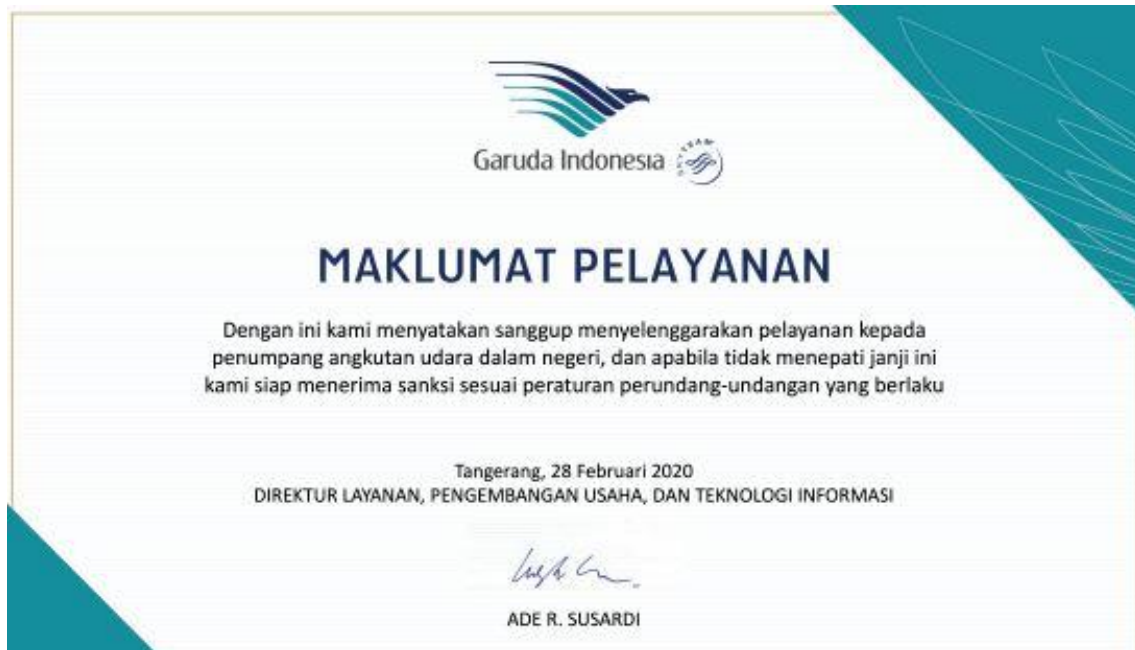 Garuda Indonesia
SKYTEAM
MAKLUMAT PELAYANAN
Dengan ini kami menyatakan sanggup menyelenggarakan pelayanan kepada
penumpang angkutan udara dalam negeri, dan apabila tidak menepati janji ini
kami siap menerima sanksi sesuai peraturan perundang-undangan yang berlaku
Tangerang, 28 Februari 2020
DIREKTUR LAYANAN, PENGEMBANGAN USAHA, DAN TEKNOLOGI INFORMASI
ADE R. SUSARDI